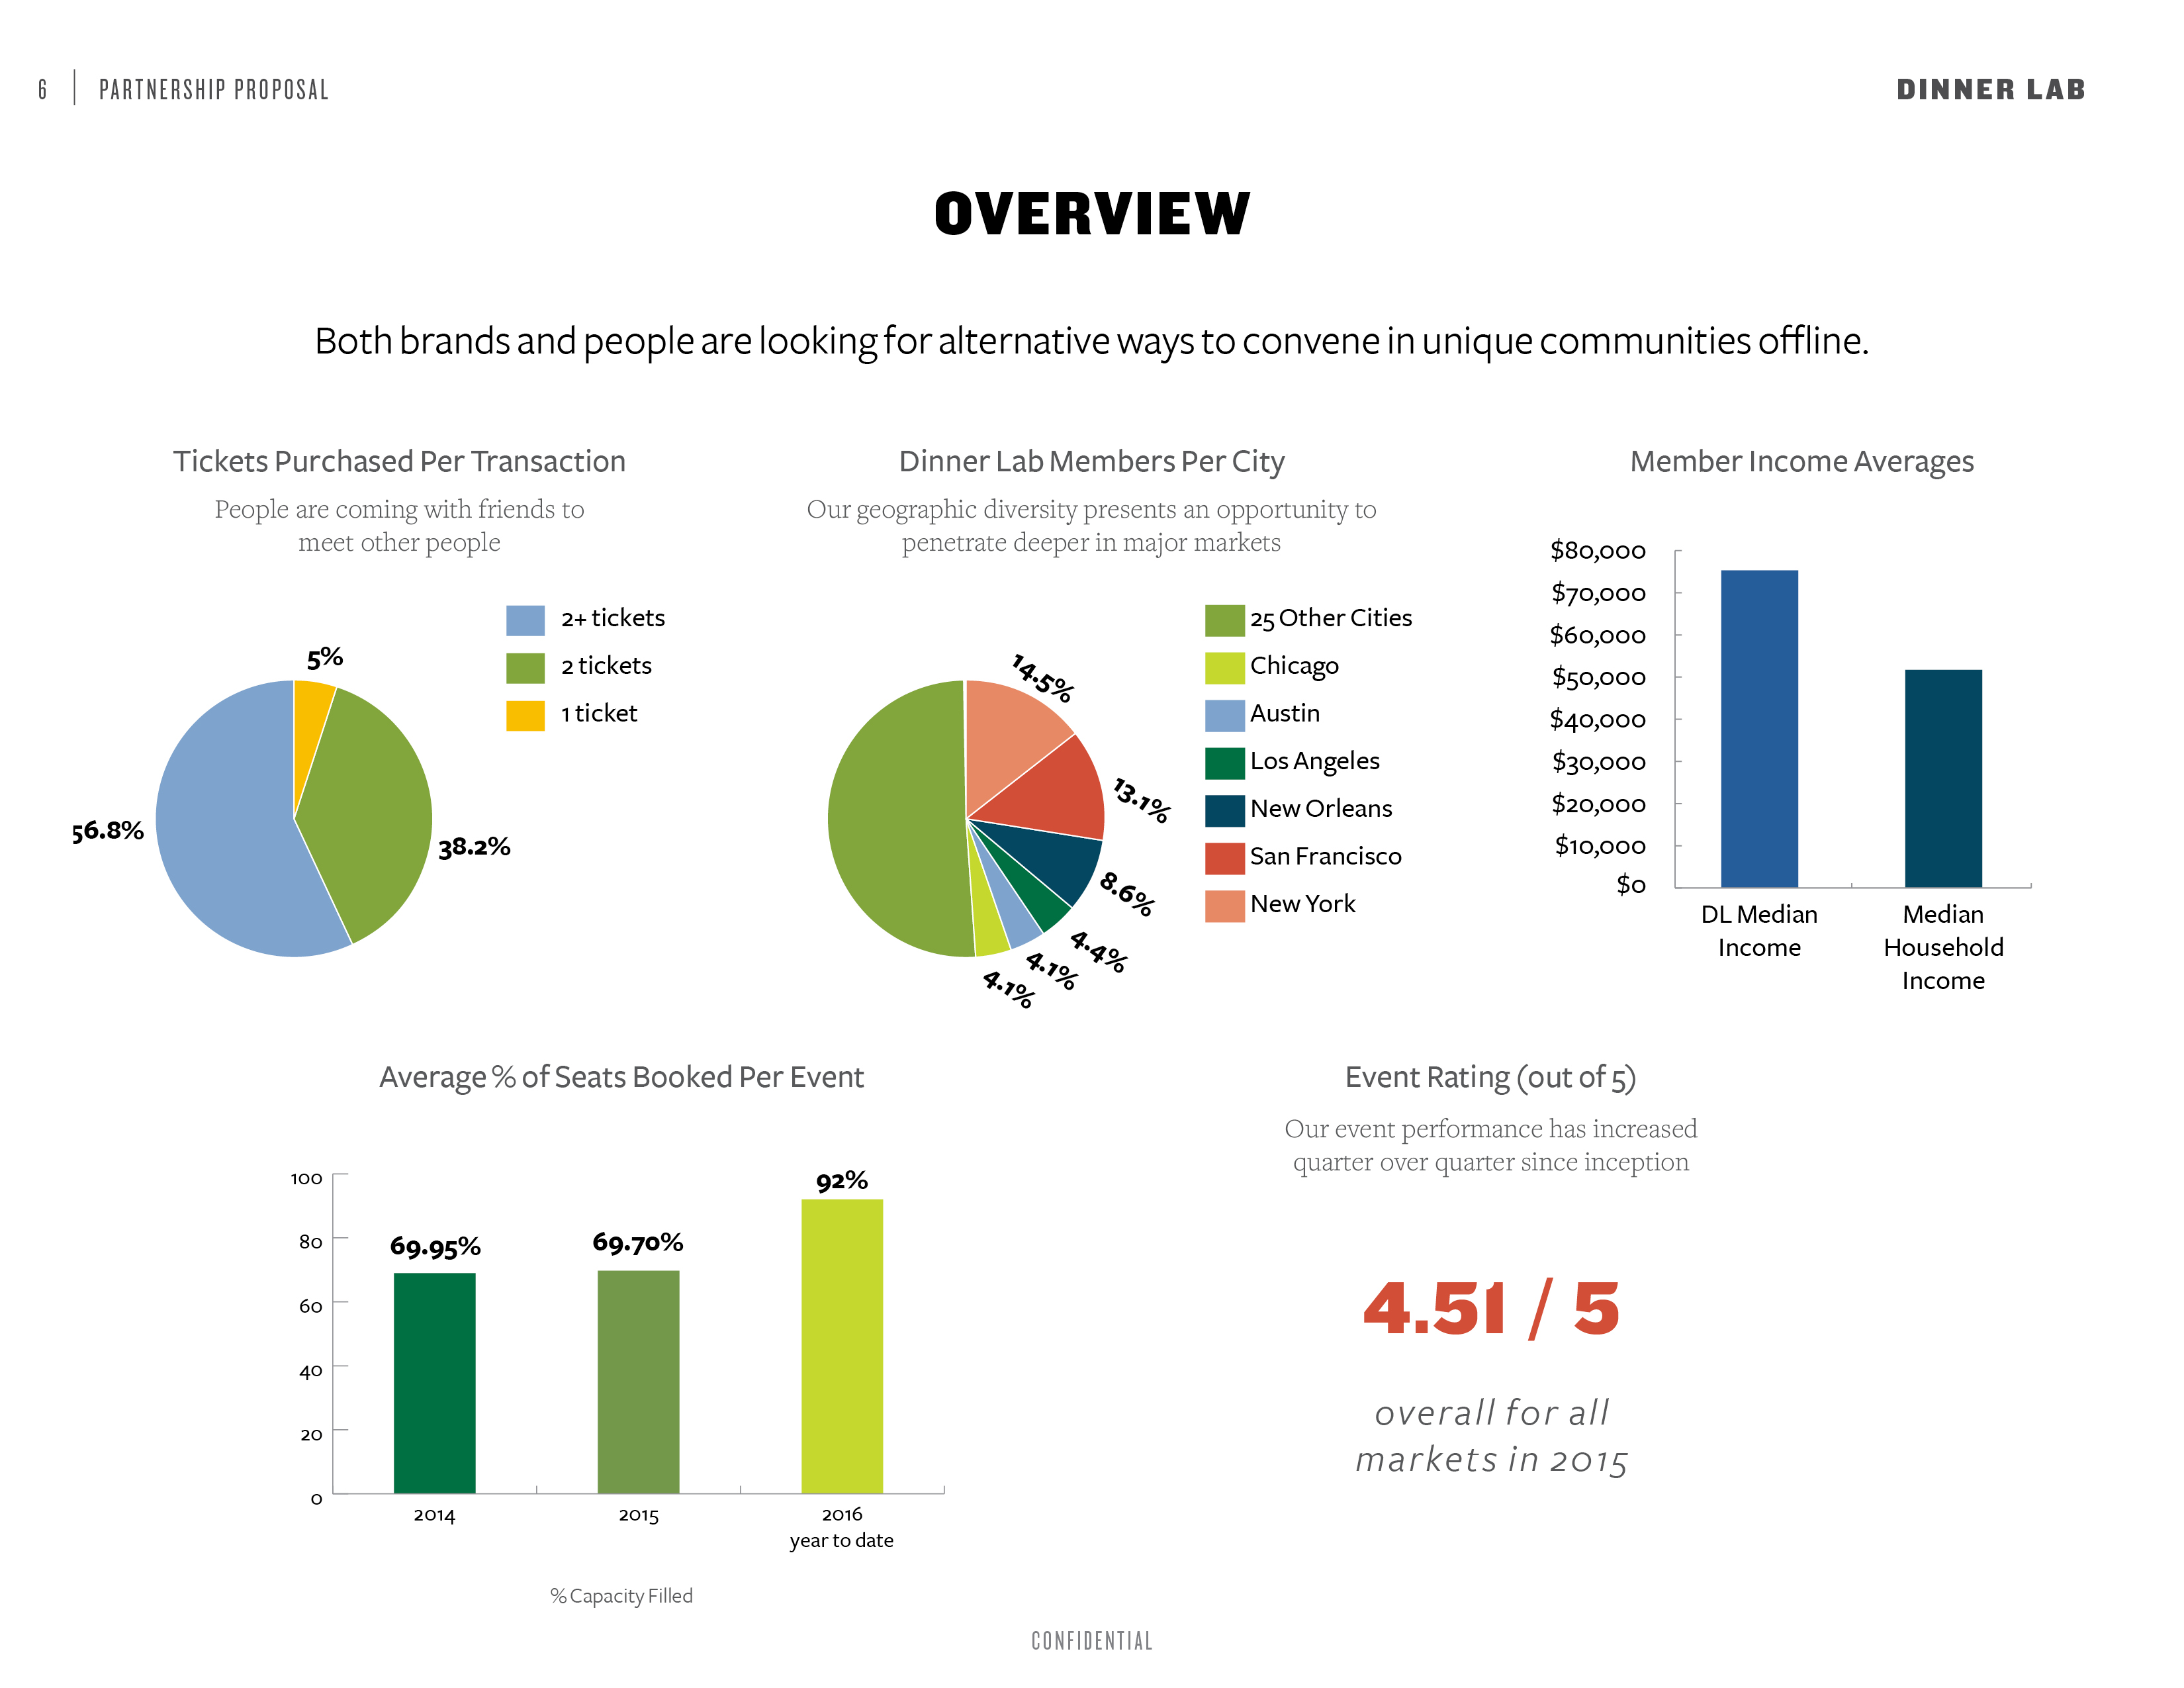 6 | PARTNERSHIP PROPOSAL
DINNER LAB
OVERVIEW
Both brands and people are looking for alternative ways to convene in unique communities offline.
Tickets Purchased Per Transaction
People are coming with friends to
meet other people
2+ tickets
2 tickets
1 ticket
5%
56.8%
38.2%
Dinner Lab Members Per City
Our geographic diversity presents an opportunity to
penetrate deeper in major markets
14.5%
13.1%
8.6%
4.4%
4.1%
4.1%
25 Other Cities
Chicago
Austin
Los Angeles
New Orleans
San Francisco
New York
Member Income Averages
$80,000
$70,000
$60,000
$50,000
$40,000
$30,000
$20,000
$10,000
$0
DL Median
Income
Median
Household
Income
Average % of Seats Booked Per Event
100
80
60
40
20
0
69.95%
69.70%
92%
2014
2015
2016
year to date
% Capacity Filled
Event Rating (out of 5)
Our event performance has increased
quarter over quarter since inception
4.51 / 5
overall for all
markets in 2015
CONFIDENTIAL